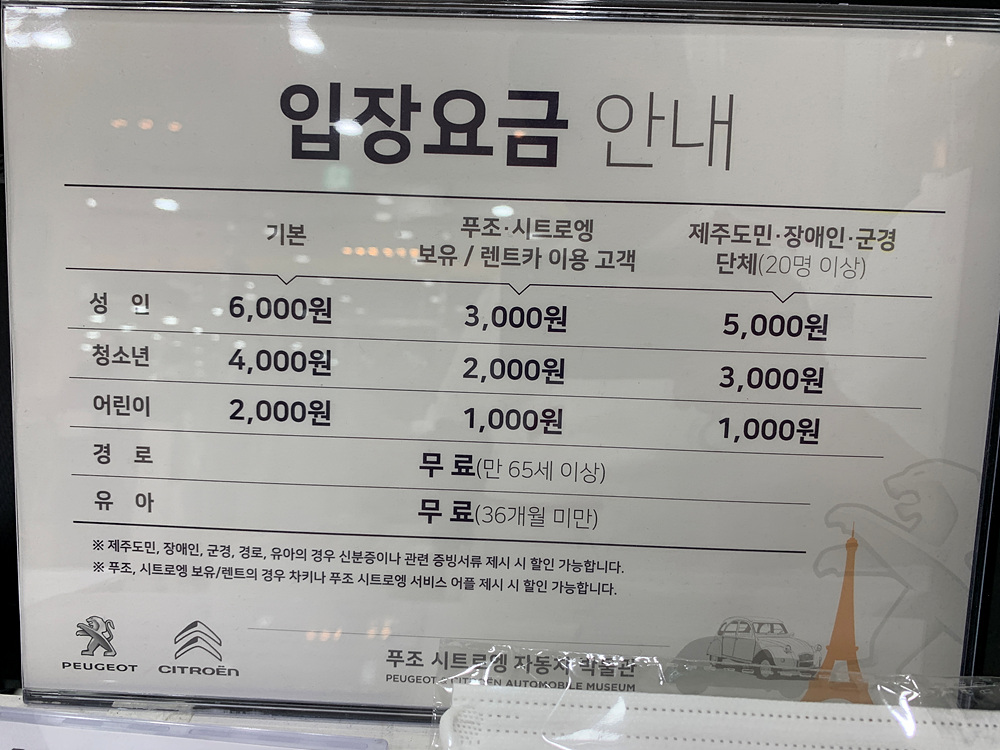 입장요금 안내
기본
푸조·시트로엥
보유 / 렌트카 이용 고객
제주도민·장애인·군경
단체(20명 이상)
성 인 6,000원 3,000원 5,000원
청소년 4,000원 2,000원 3,000원
어린이 2,000원 1,000원 1,000원
경 로 무 료(만 65세 이상)
유 아 무 료(36개월 미만)
※ 제주도민, 장애인, 군경, 경로, 유아의 경우 신분증이나 관련 증빙서류 제시 시 할인 가능합니다.
※ 푸조, 시트로엥 보유/렌트의 경우 차키나 푸조 시트로엥 서비스 어플 제시 시 할인 가능합니다.
PEUGEOT CITROËN
푸조 시트로엥 자동차 박물관
PEUGEOT CITROËN AUTOMOBILE MUSEUM